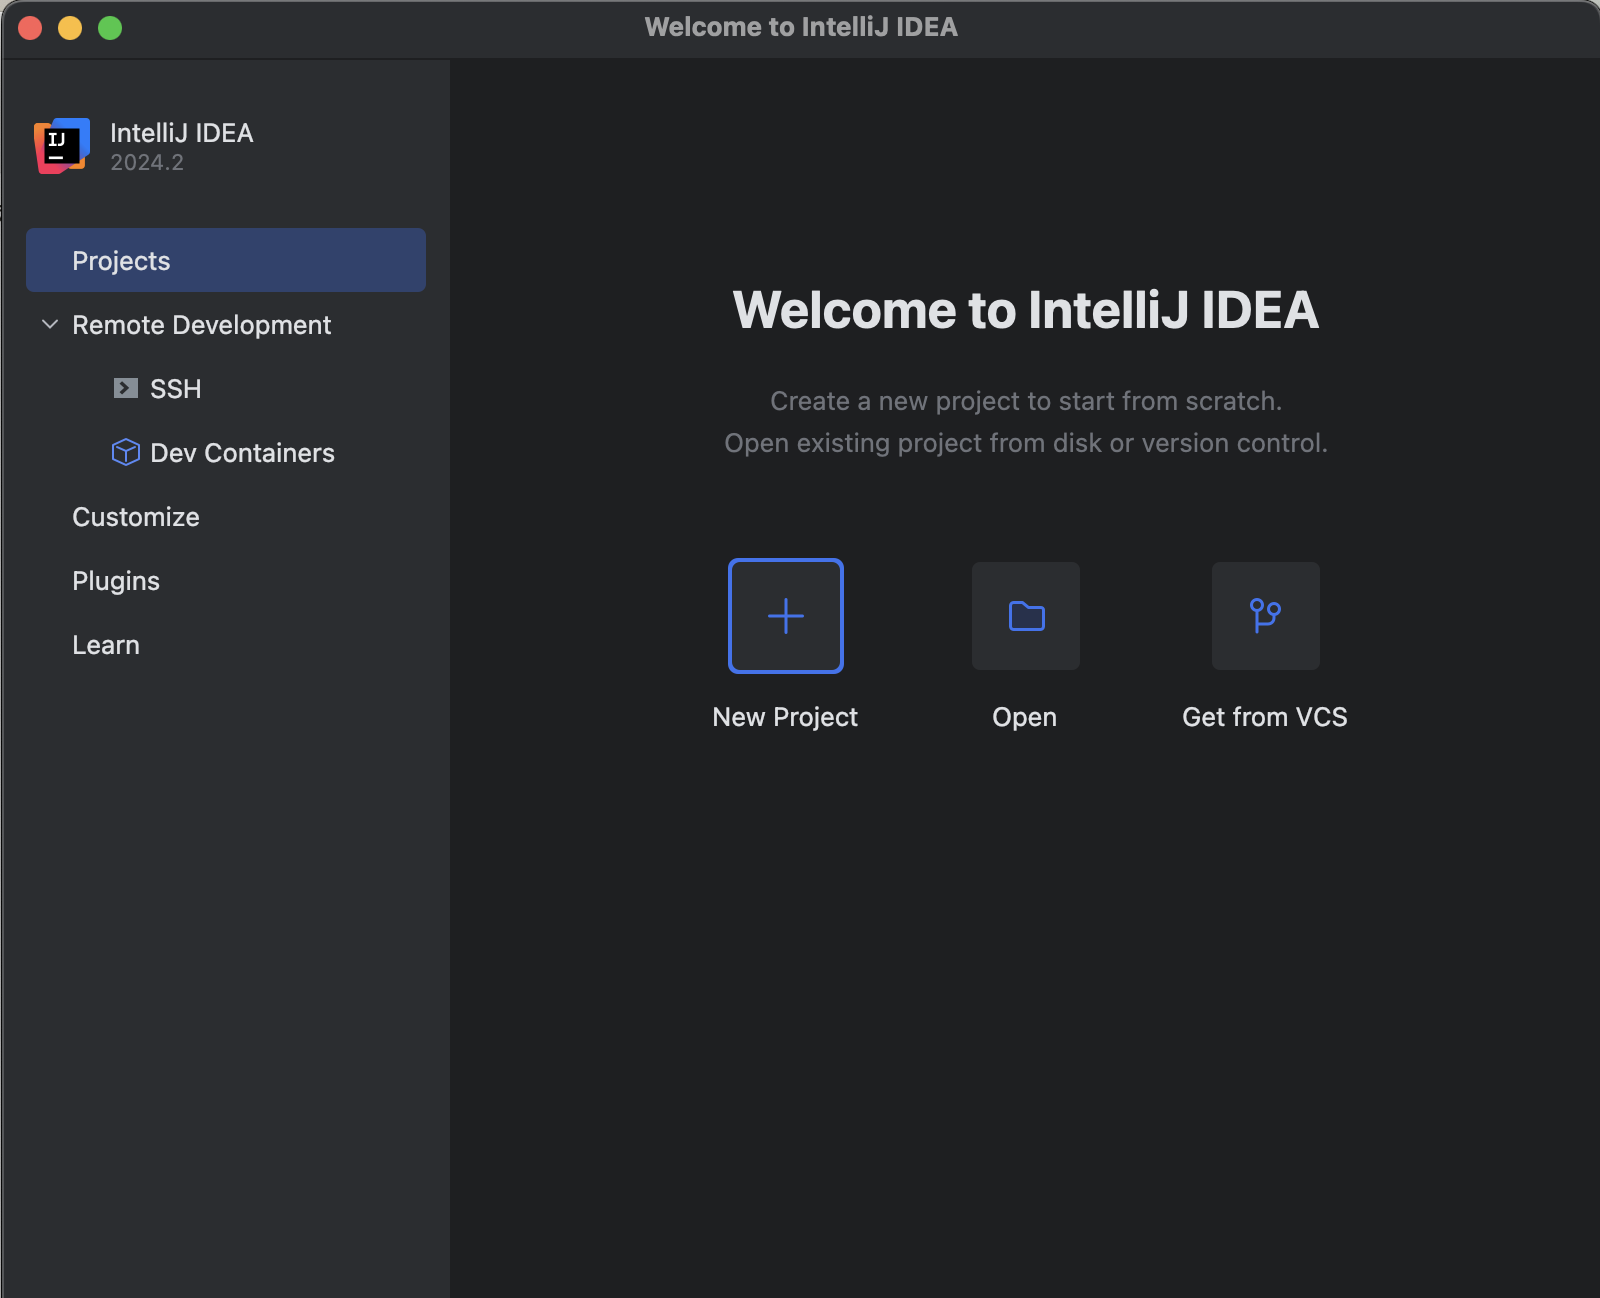 Welcome to IntelliJ IDEA
IJ
IntelliJ IDEA
2024.2
Projects
Remote Development
SSH
Dev Containers
Customize
Plugins
Learn
Welcome to IntelliJ IDEA
Create a new project to start from scratch.
Open existing project from disk or version control.
New Project
Open
Get from VCS